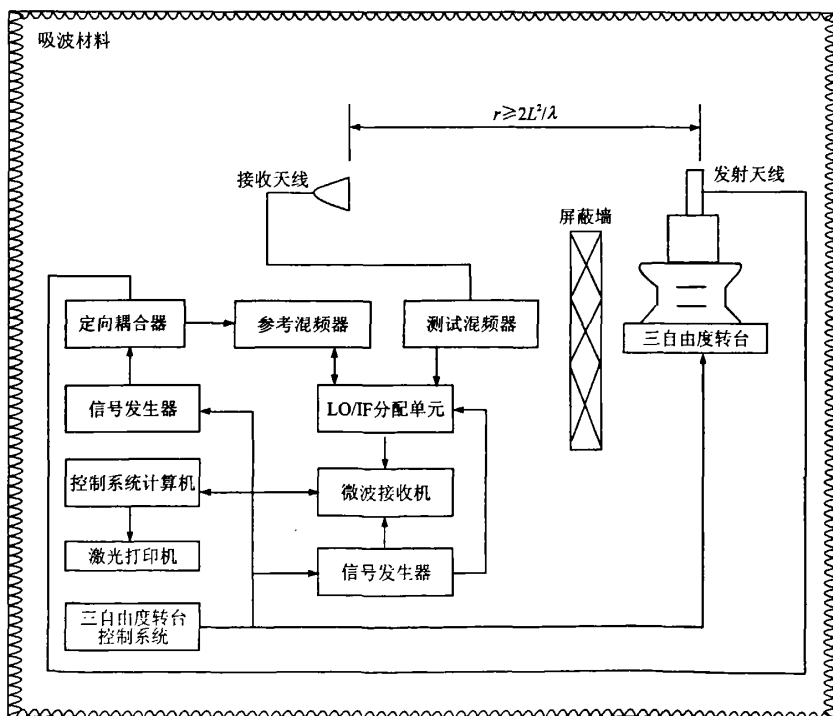 吸波材料
r≥2L²/λ
接收天线
发射天线
屏蔽墙
定向耦合器
参考混频器
测试混频器
三自由度转台
信号发生器
LO/IF分配单元
控制系统计算机
微波接收机
激光打印机
信号发生器
三自由度转台
控制系统